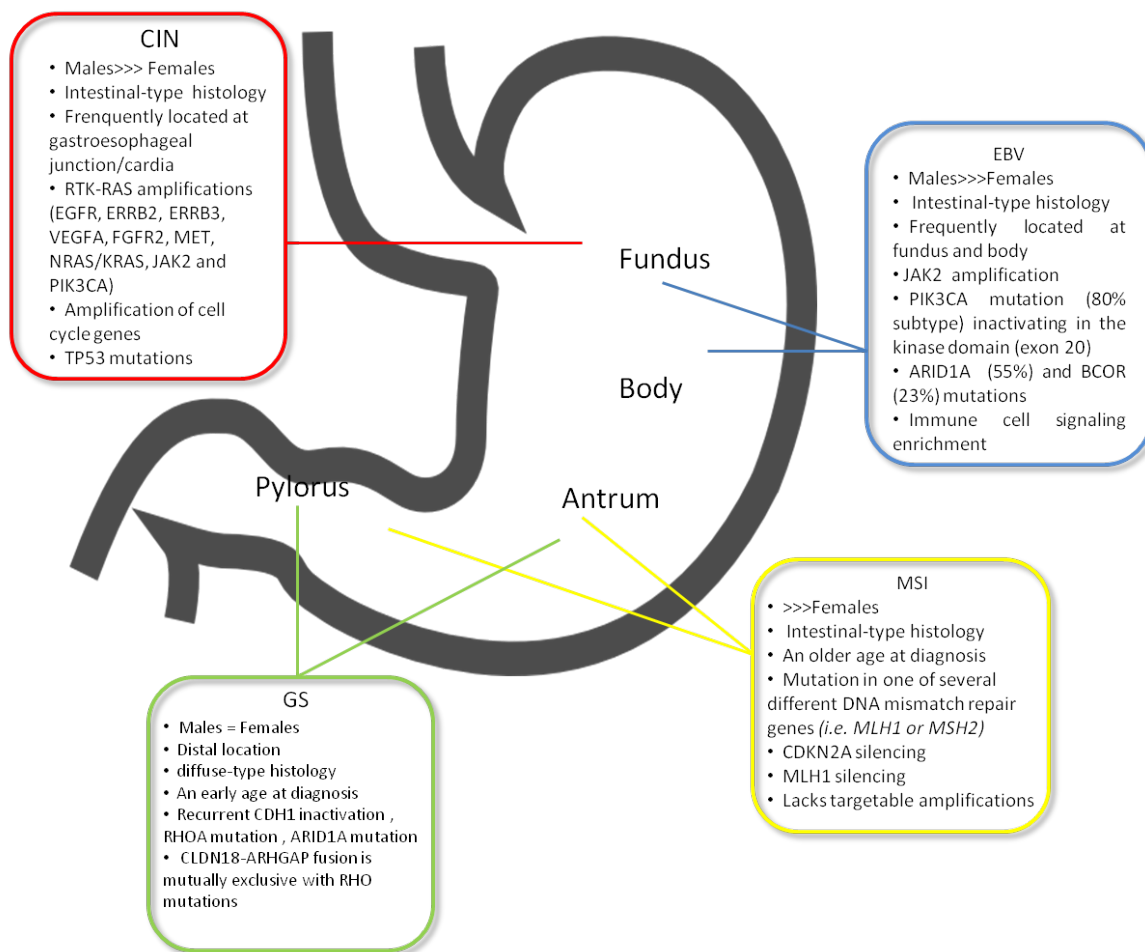 CIN
• Males>>> Females
• Intestinal-type histology
• Frenquently located at
gastroesophageal
junction/cardia
• RTK-RAS amplifications
(EGFR, ERRB2, ERRB3,
VEGFA, FGFR2, MET,
NRAS/KRAS, JAK2 and
PIK3CA)
• Amplification of cell
cycle genes
• TP53 mutations
EBV
• Males>>>Females
• Intestinal-type histology
• Frequently located at
fundus and body
• JAK2 amplification
• PIK3CA mutation (80%
subtype) inactivating in the
kinase domain (exon 20)
• ARID1A (55%) and BCOR
(23%) mutations
• Immune cell signaling
enrichment
Fundus
Body
Pylorus
Antrum
GS
• Males = Females
• Distal location
• diffuse-type histology
• An early age at diagnosis
• Recurrent CDH1 inactivation ,
RHOA mutation , ARID1A mutation
• CLDN18-ARHGAP fusion is
mutually exclusive with RHO
mutations
MSI
• >>>Females
• Intestinal-type histology
• An older age at diagnosis
• Mutation in one of several
different DNA mismatch repair
genes (i.e. MLH1 or MSH2)
• CDKN2A silencing
• MLH1 silencing
• Lacks targetable amplifications